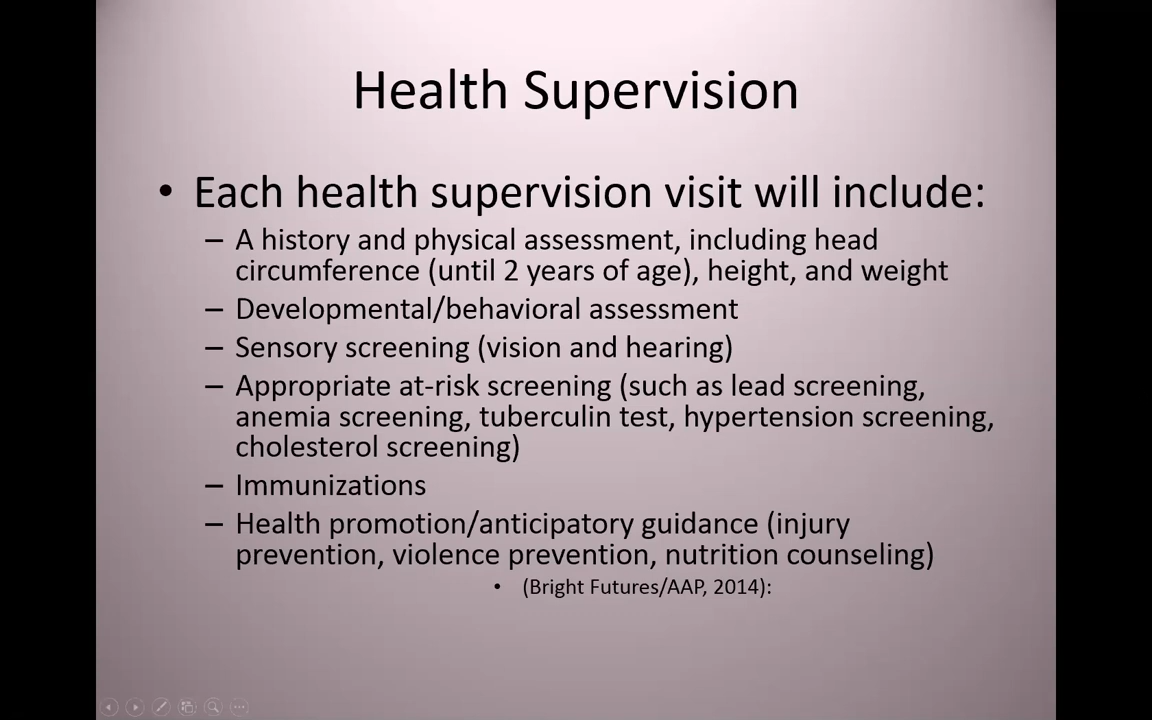 Health Supervision
• Each health supervision visit will include:
– A history and physical assessment, including head
circumference (until 2 years of age), height, and weight
– Developmental/behavioral assessment
– Sensory screening (vision and hearing)
– Appropriate at-risk screening (such as lead screening,
anemia screening, tuberculin test, hypertension screening,
cholesterol screening)
– Immunizations
– Health promotion/anticipatory guidance (injury
prevention, violence prevention, nutrition counseling)
• (Bright Futures/AAP, 2014):